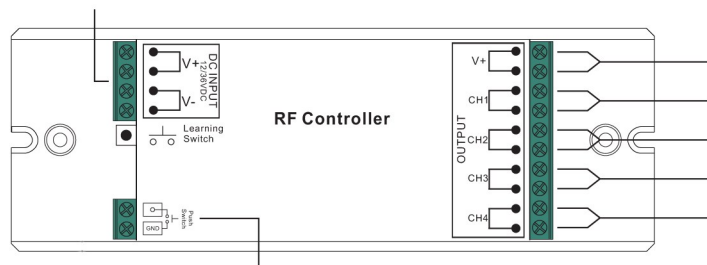 V+
V-
DC INPUT
12/36VDC
Learning
Switch
Push
Switch
GND
RF Controller
OUTPUT
V+
CH1
CH2
CH3
CH4